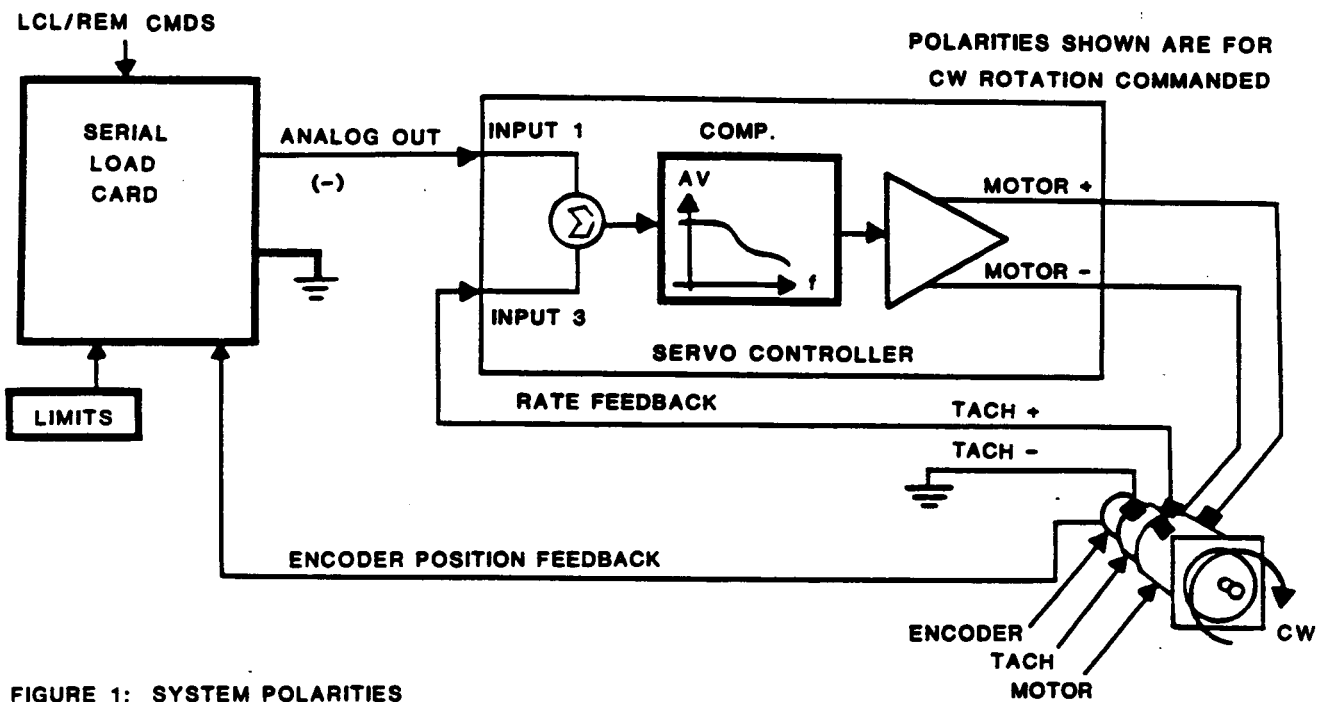 LCL/REM CMDS
POLARITIES SHOWN ARE FOR
CW ROTATION COMMANDED
SERIAL
LOAD
CARD
ANALOG OUT
(-)
INPUT 1
COMP.
AV
f
Σ
MOTOR +
MOTOR -
INPUT 3
SERVO CONTROLLER
LIMITS
RATE FEEDBACK
TACH +
TACH -
ENCODER POSITION FEEDBACK
ENCODER
TACH
MOTOR
CW
FIGURE 1: SYSTEM POLARITIES